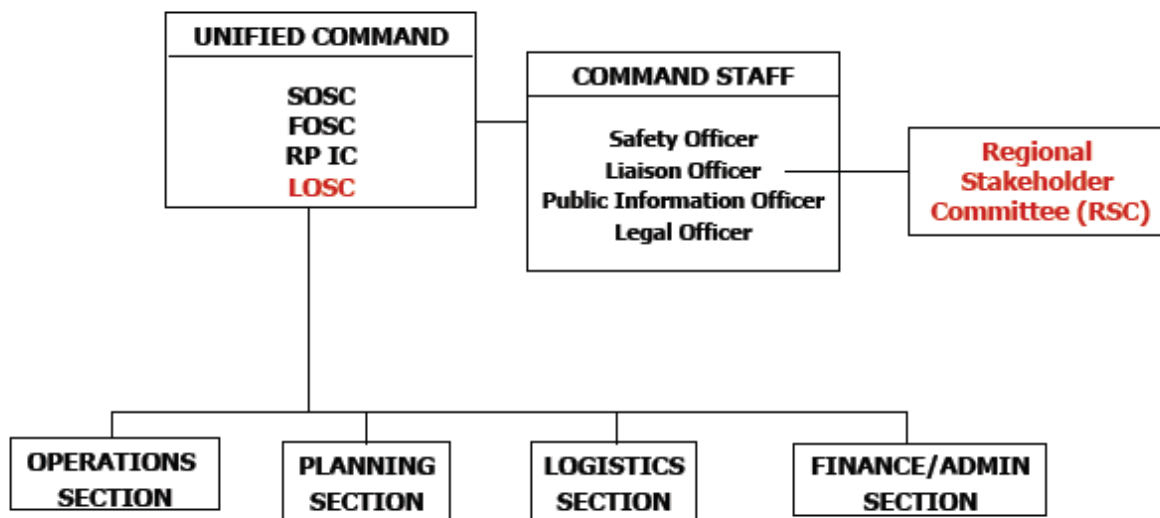 UNIFIED COMMAND
SOSC
FOSC
RP IC
LOSC
COMMAND STAFF
Safety Officer
Liaison Officer
Public Information Officer
Legal Officer
Regional
Stakeholder
Committee (RSC)
OPERATIONS
SECTION
PLANNING
SECTION
LOGISTICS
SECTION
FINANCE/ADMIN
SECTION